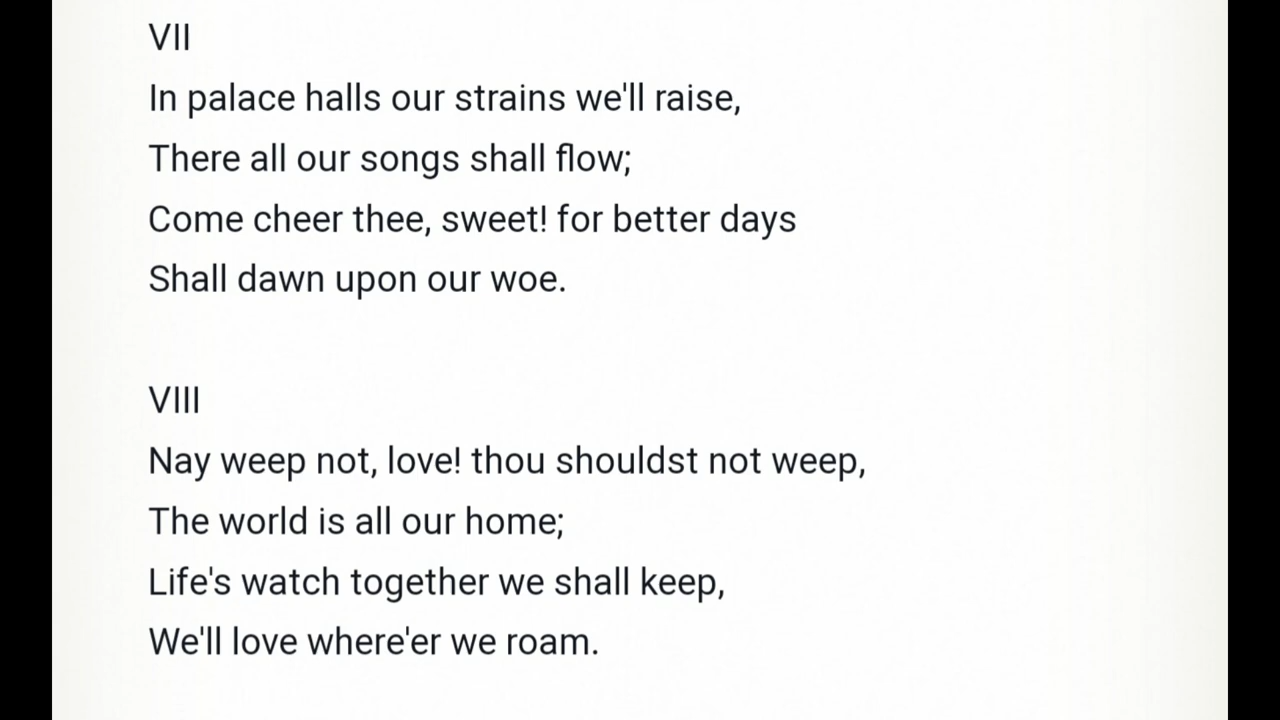 VII
In palace halls our strains we'll raise,
There all our songs shall flow;
Come cheer thee, sweet! for better days
Shall dawn upon our woe.
VIII
Nay weep not, love! thou shouldst not weep,
The world is all our home;
Life's watch together we shall keep,
We'll love where'er we roam.